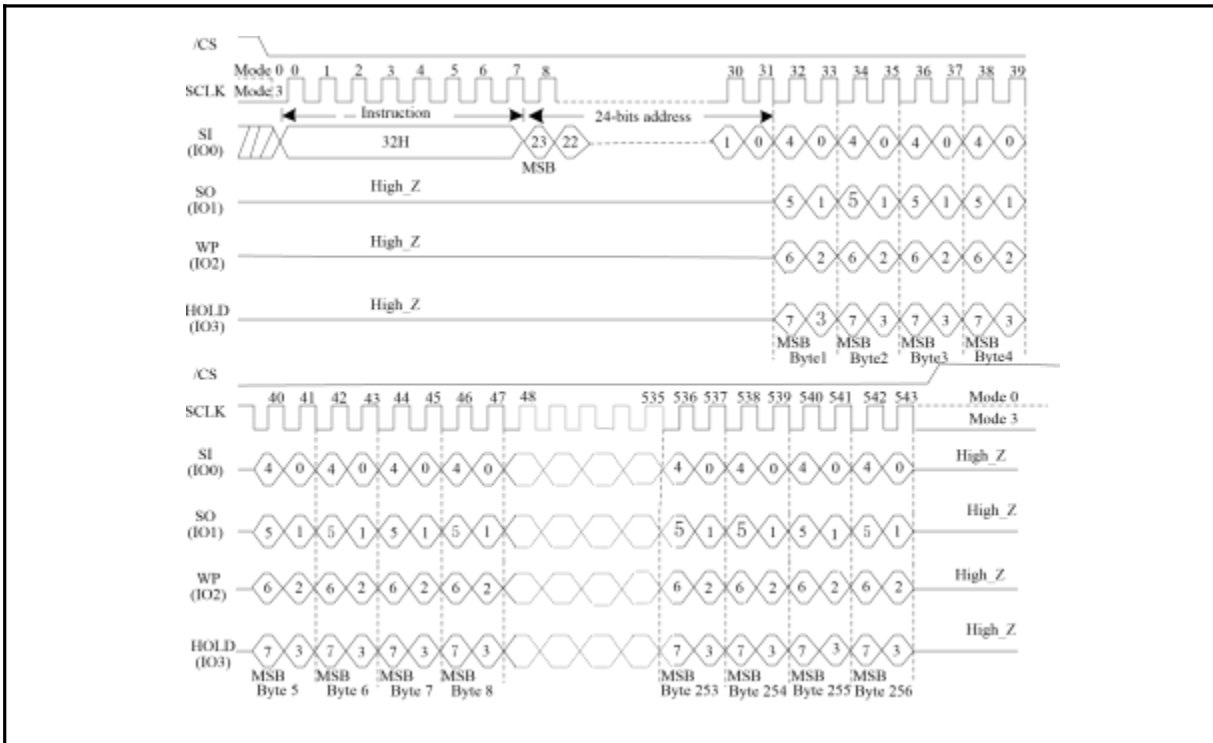 /CS
Mode 0 0 1 2 3 4 5 6 7 8 30 31 32 33 34 35 36 37 38 39
SCLK Mode 3
Instruction 24-bits address
SI
(IO0) 32H 23 22 1 0 4 0 4 0 4 0 4 0
MSB
High_Z
SO
(IO1) 5 1 5 1 5 1 5 1
High_Z
WP
(IO2) 6 2 6 2 6 2 6 2
High_Z
HOLD
(IO3) 7 3 7 3 7 3 7 3
MSB MSB MSB MSB
Byte1 Byte2 Byte3 Byte4
/CS
40 41 42 43 44 45 46 47 48 535 536 537 538 539 540 541 542 543 Mode 0
SCLK
Mode 3
SI
(IO0) 4 0 4 0 4 0 4 0 4 0 4 0 4 0 4 0 High_Z
SO
(IO1) 5 1 5 1 5 1 5 1 5 1 5 1 5 1 5 1 High_Z
WP
(IO2) 6 2 6 2 6 2 6 2 6 2 6 2 6 2 6 2 High_Z
HOLD
(IO3) 7 3 7 3 7 3 7 3 7 3 7 3 7 3 7 3 High_Z
MSB MSB MSB MSB MSB MSB MSB MSB
Byte 5 Byte 6 Byte 7 Byte 8 Byte 253 Byte 254 Byte 255 Byte 256